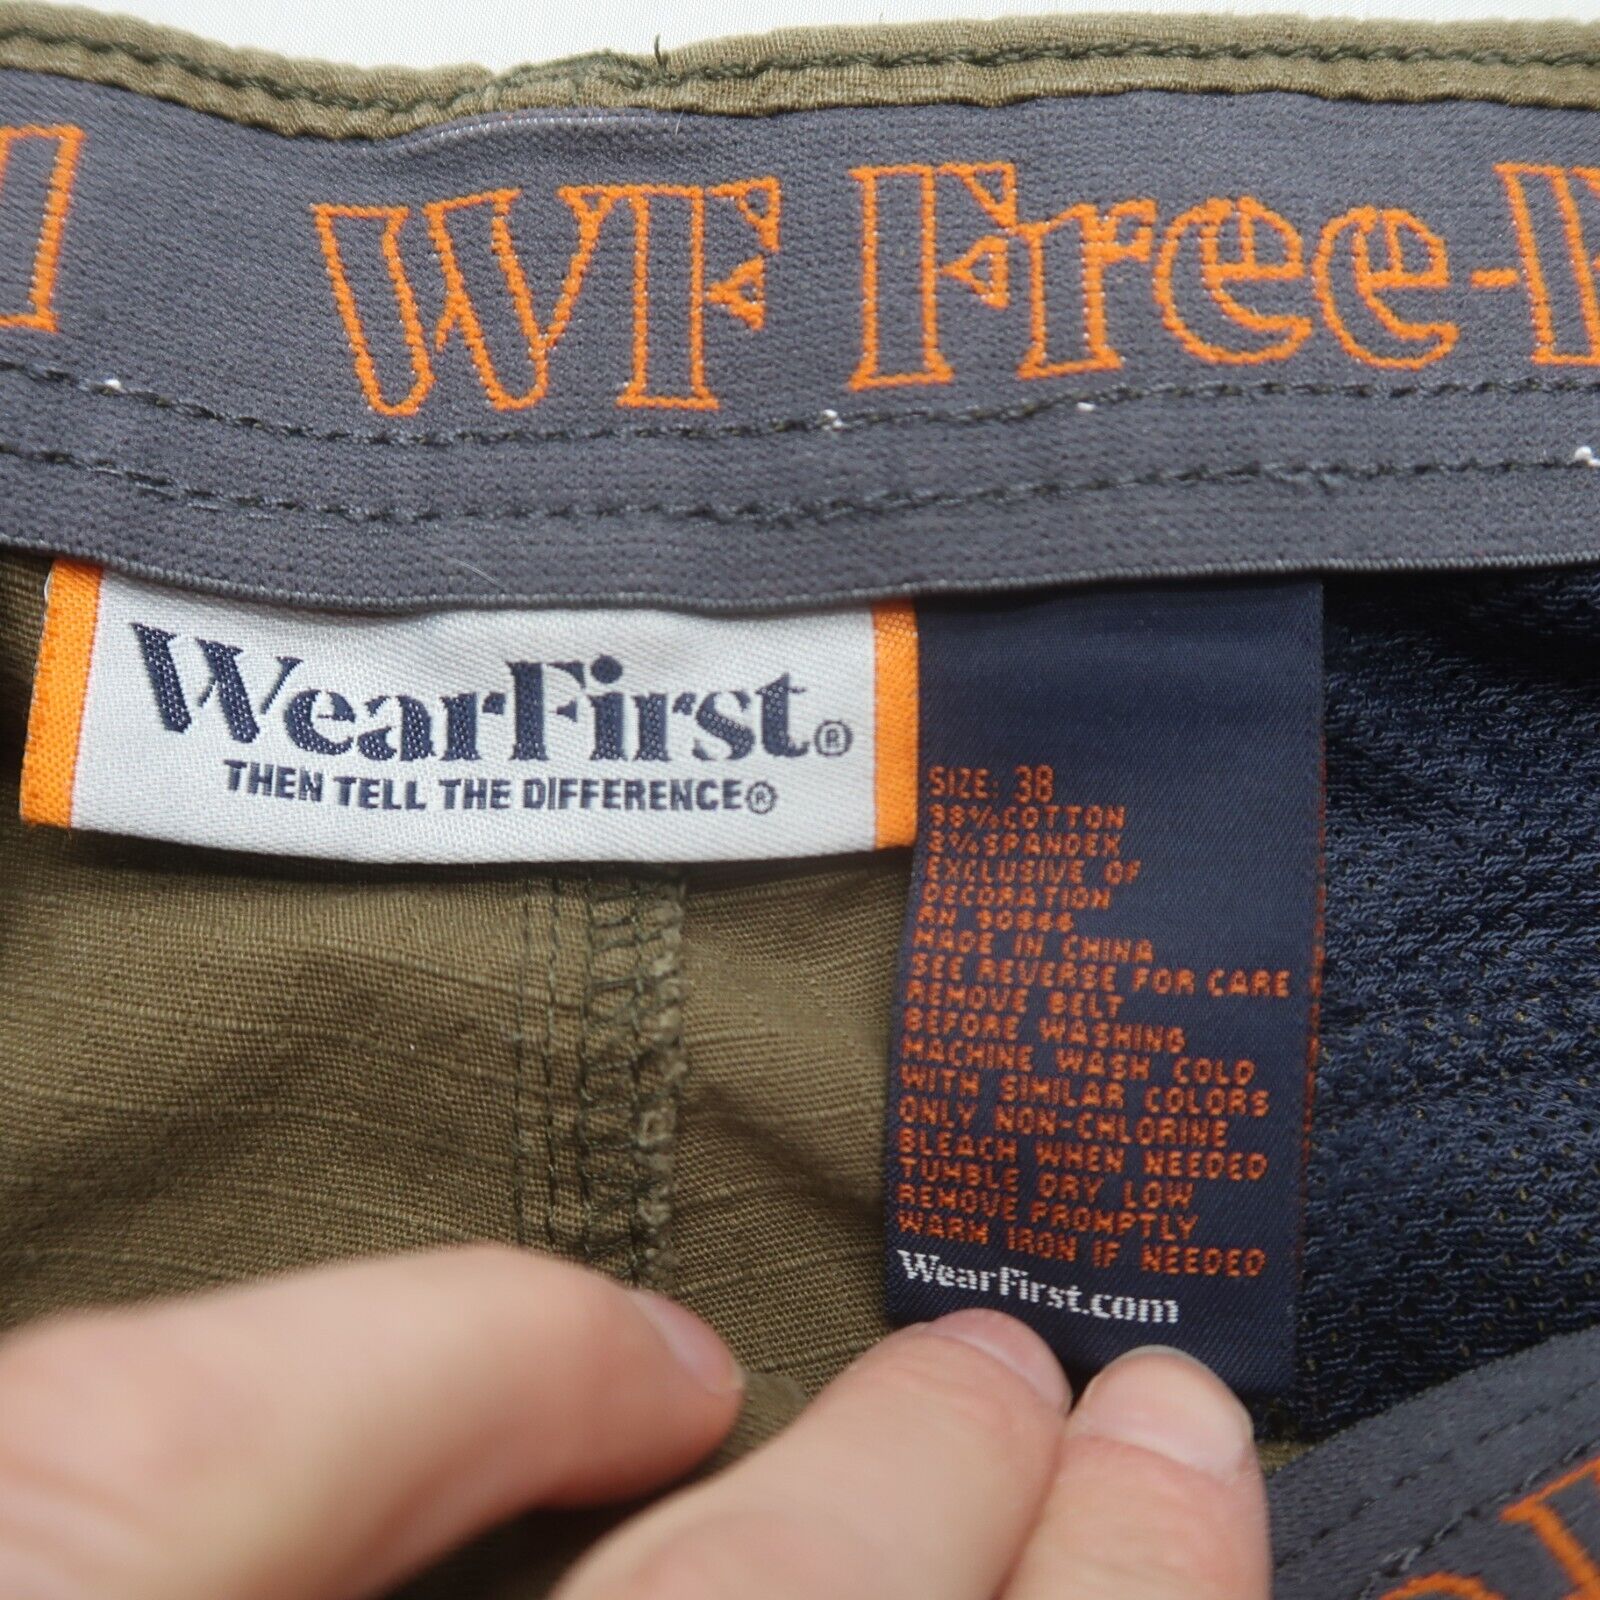 WF Free-
WearFirst®
THEN TELL THE DIFFERENCE®
SIZE: 38
98% COTTON
2% SPANDEX
EXCLUSIVE OF
DECORATION
RN 90866
MADE IN CHINA
SEE REVERSE FOR CARE
REMOVE BELT
BEFORE WASHING
MACHINE WASH COLD
WITH SIMILAR COLORS
ONLY NON-CHLORINE
BLEACH WHEN NEEDED
TUMBLE DRY LOW
REMOVE PROMPTLY
WARM IRON IF NEEDED
WearFirst.com